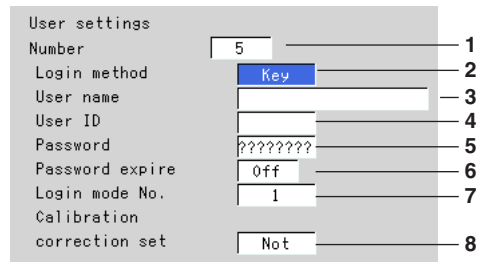 User settings
Number 5 1
Login method Key 2
User name 3
User ID 4
Password ???????? 5
Password expire Off 6
Login mode No. 1 7
Calibration
correction set Not 8